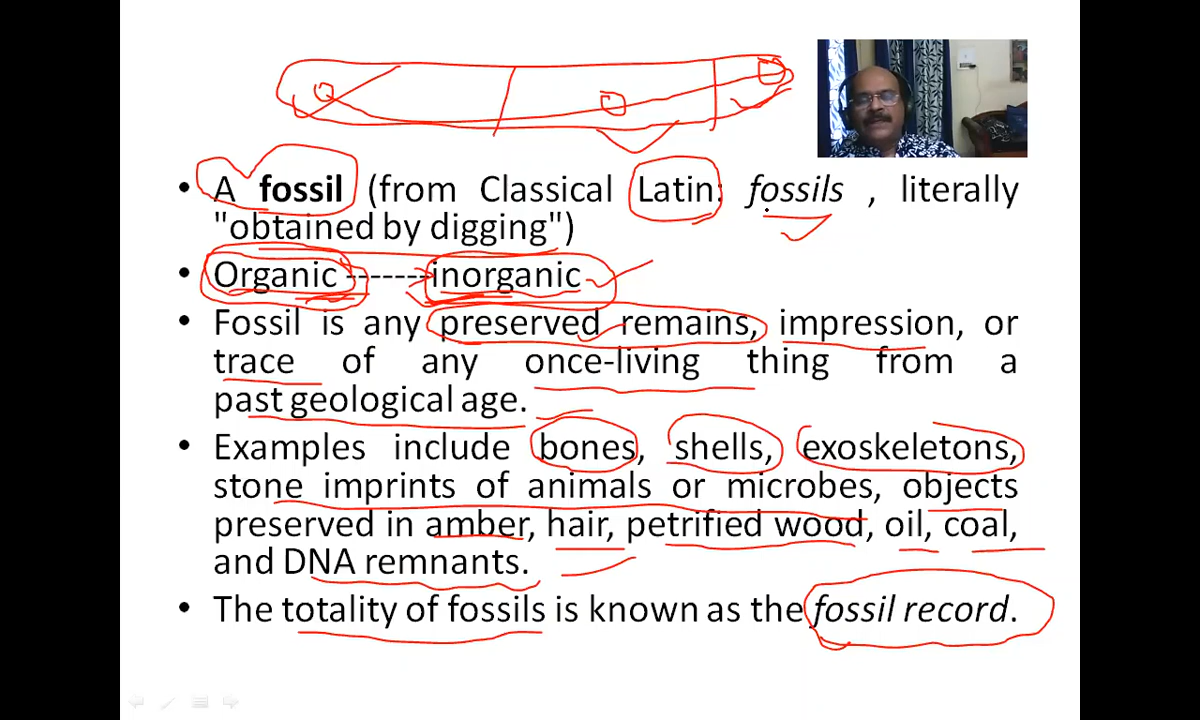 • A fossil (from Classical Latin: fossils , literally
"obtained by digging")
• Organic -------inorganic
• Fossil is any preserved remains, impression, or
trace of any once-living thing from a
past geological age.
• Examples include bones, shells, exoskeletons,
stone imprints of animals or microbes, objects
preserved in amber, hair, petrified wood, oil, coal,
and DNA remnants.
• The totality of fossils is known as the fossil record.